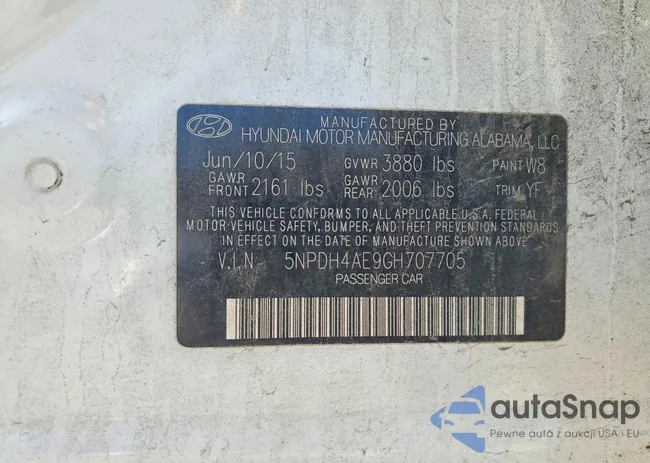 MANUFACTURED BY
HYUNDAI MOTOR MANUFACTURING ALABAMA, LLC
Jun/10/15 GVWR 3880 lbs PAINT W8
GAWR FRONT 2161 lbs GAWR REAR 2006 lbs TRIM YF
THIS VEHICLE CONFORMS TO ALL APPLICABLE U.S.A. FEDERAL
MOTOR VEHICLE SAFETY, BUMPER, AND THEFT PREVENTION STANDARDS
IN EFFECT ON THE DATE OF MANUFACTURE SHOWN ABOVE.
V.I.N 5NPDH4AE9GH707705
PASSENGER CAR
autaSnap
Pewne autá z aukcji USA i EU